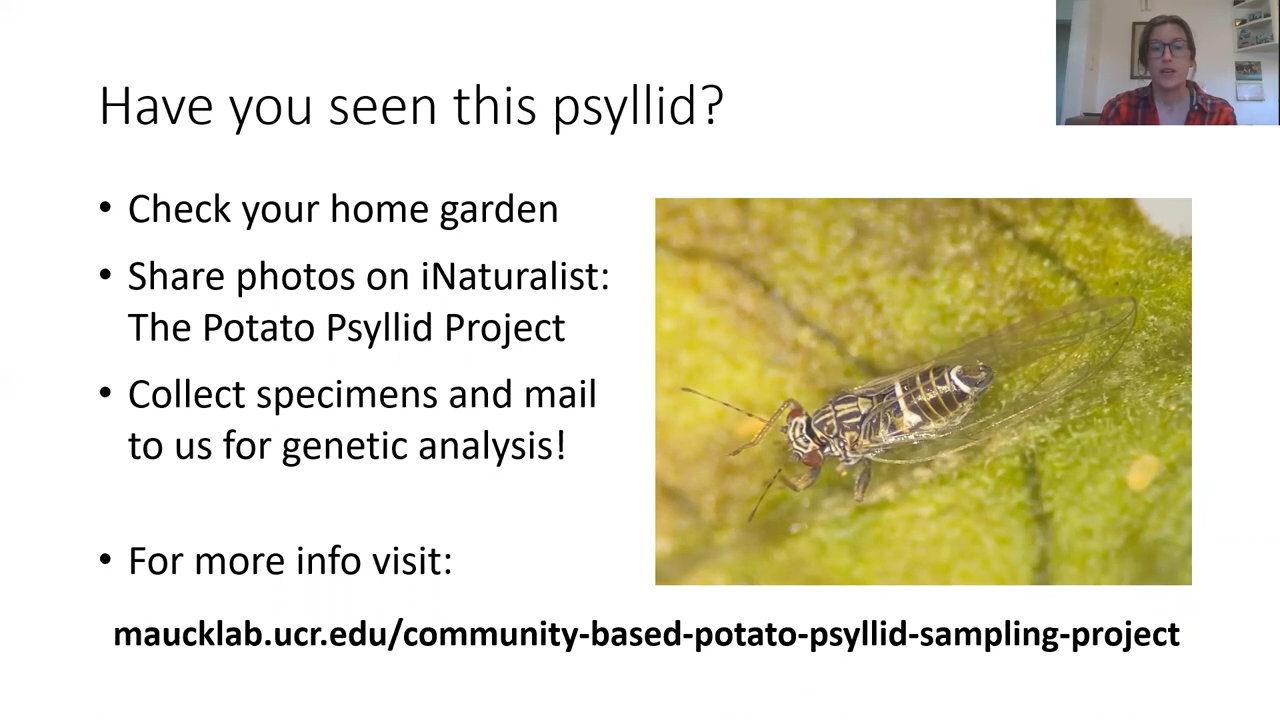 Have you seen this psyllid?
• Check your home garden
• Share photos on iNaturalist:
The Potato Psyllid Project
• Collect specimens and mail
to us for genetic analysis!
• For more info visit:
maucklab.ucr.edu/community-based-potato-psyllid-sampling-project